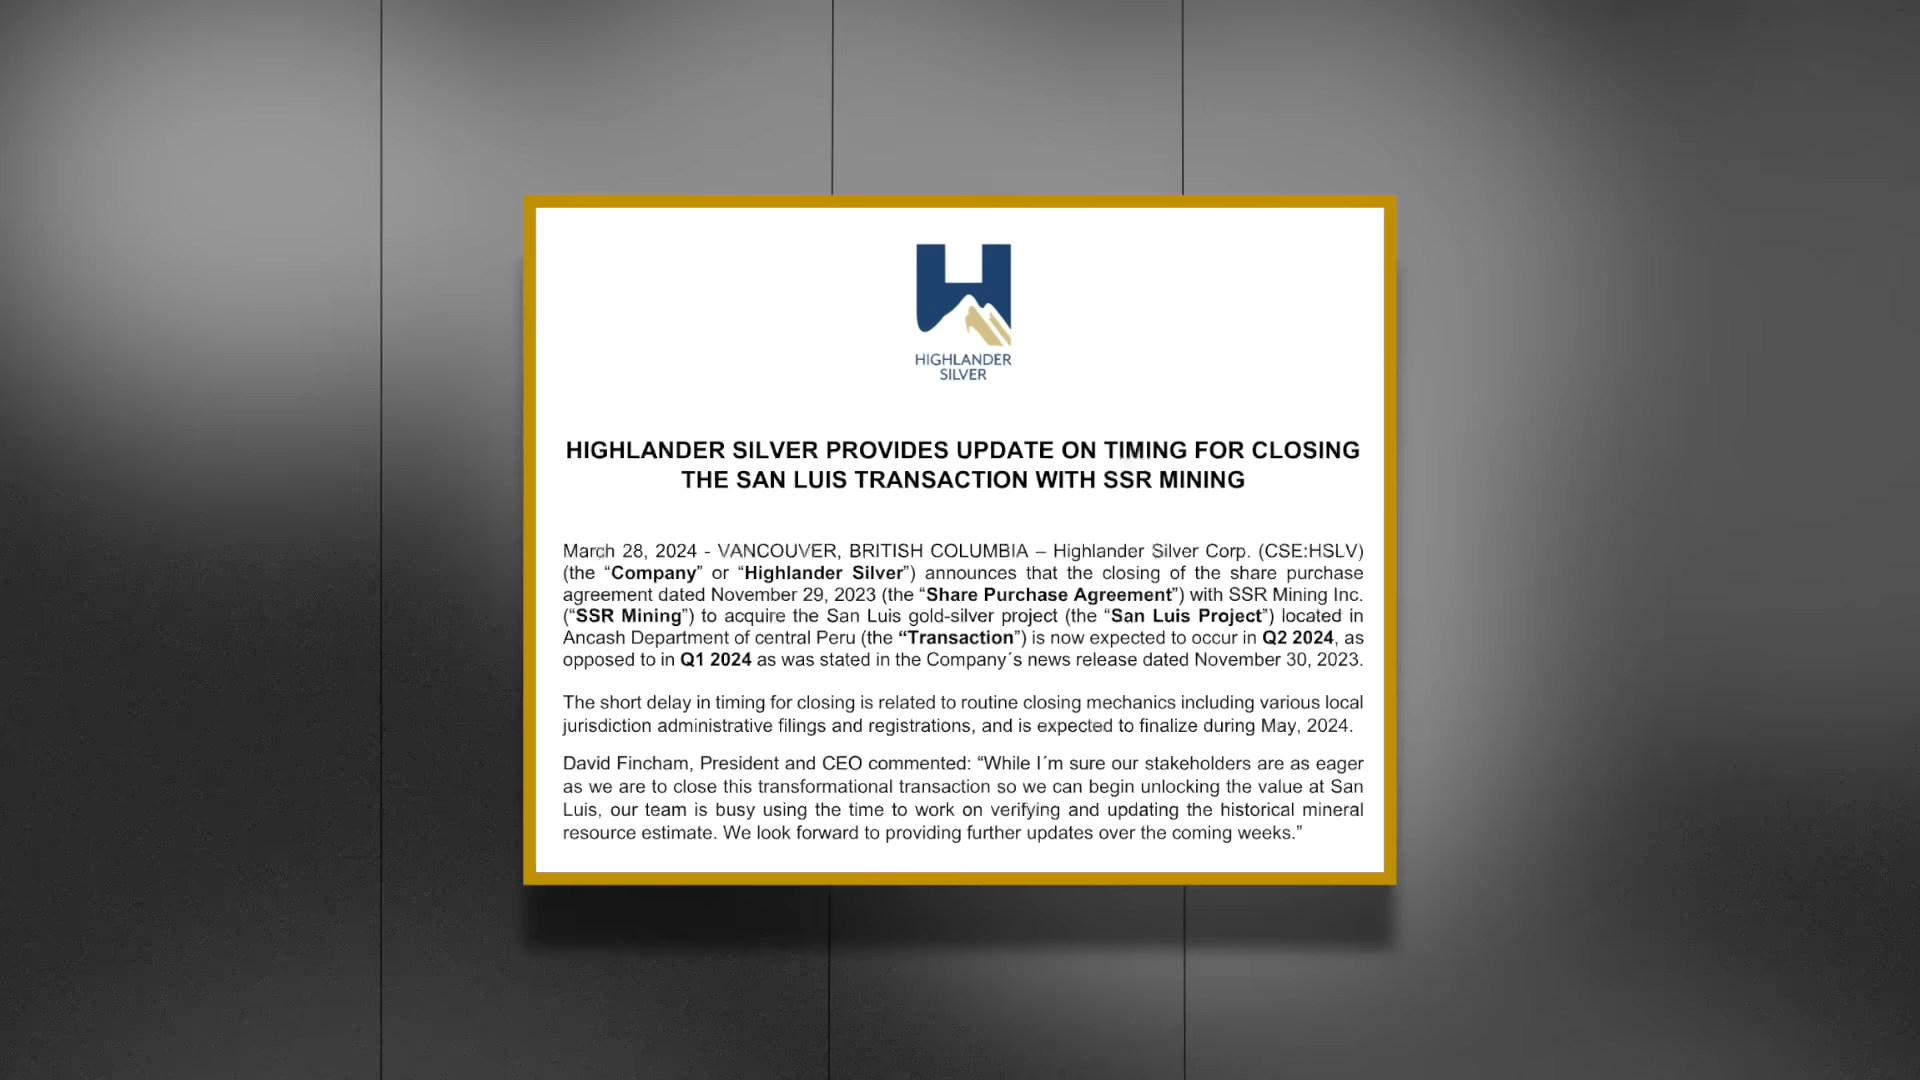 HIGHLANDER
SILVER
HIGHLANDER SILVER PROVIDES UPDATE ON TIMING FOR CLOSING
THE SAN LUIS TRANSACTION WITH SSR MINING
March 28, 2024 - VANCOUVER, BRITISH COLUMBIA – Highlander Silver Corp. (CSE:HSLV)
(the “Company” or “Highlander Silver”) announces that the closing of the share purchase
agreement dated November 29, 2023 (the “Share Purchase Agreement”) with SSR Mining Inc.
(“SSR Mining”) to acquire the San Luis gold-silver project (the “San Luis Project”) located in
Ancash Department of central Peru (the “Transaction”) is now expected to occur in Q2 2024, as
opposed to in Q1 2024 as was stated in the Company´s news release dated November 30, 2023.
The short delay in timing for closing is related to routine closing mechanics including various local
jurisdiction administrative filings and registrations, and is expected to finalize during May, 2024.
David Fincham, President and CEO commented: “While I´m sure our stakeholders are as eager
as we are to close this transformational transaction so we can begin unlocking the value at San
Luis, our team is busy using the time to work on verifying and updating the historical mineral
resource estimate. We look forward to providing further updates over the coming weeks.”